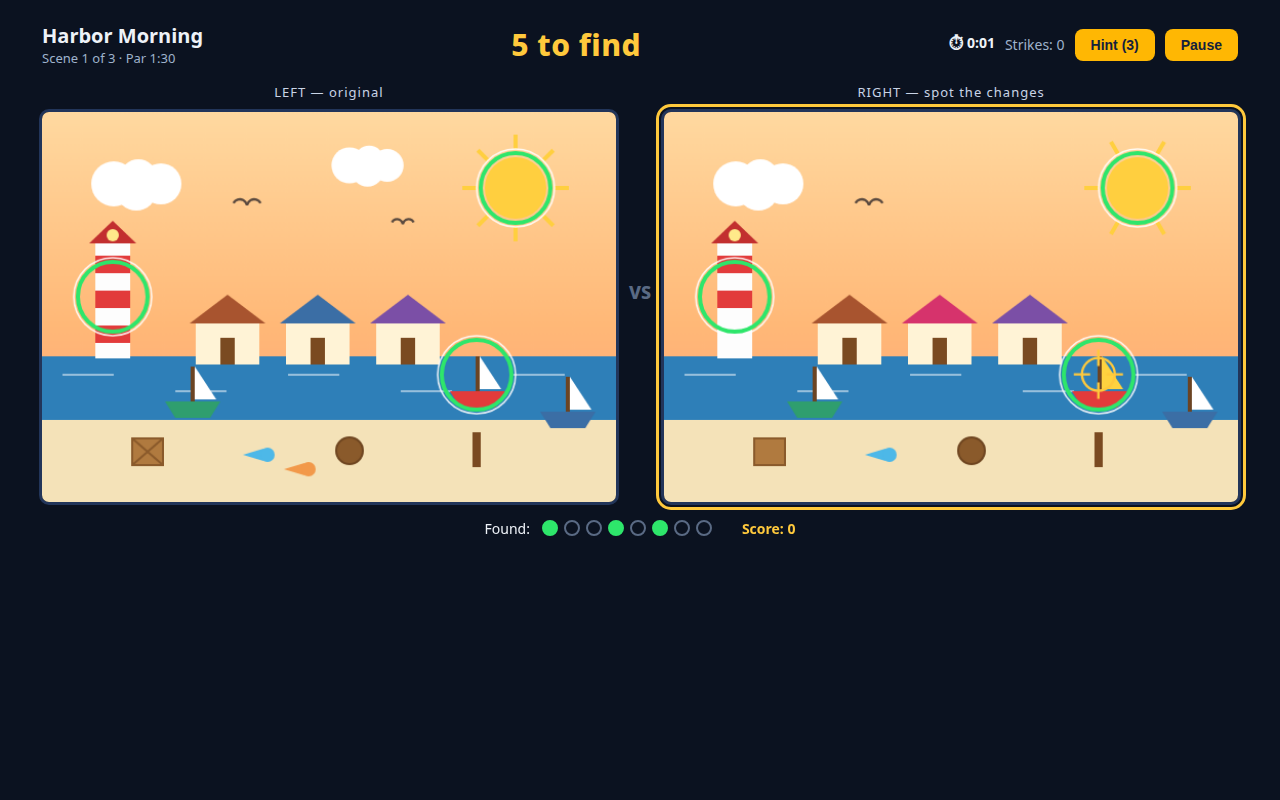 Harbor Morning
Scene 1 of 3 · Par 1:30
5 to find
⏱ 0:01
Strikes: 0
Hint (3)
Pause
LEFT — original
RIGHT — spot the changes
VS
Found:
Score: 0